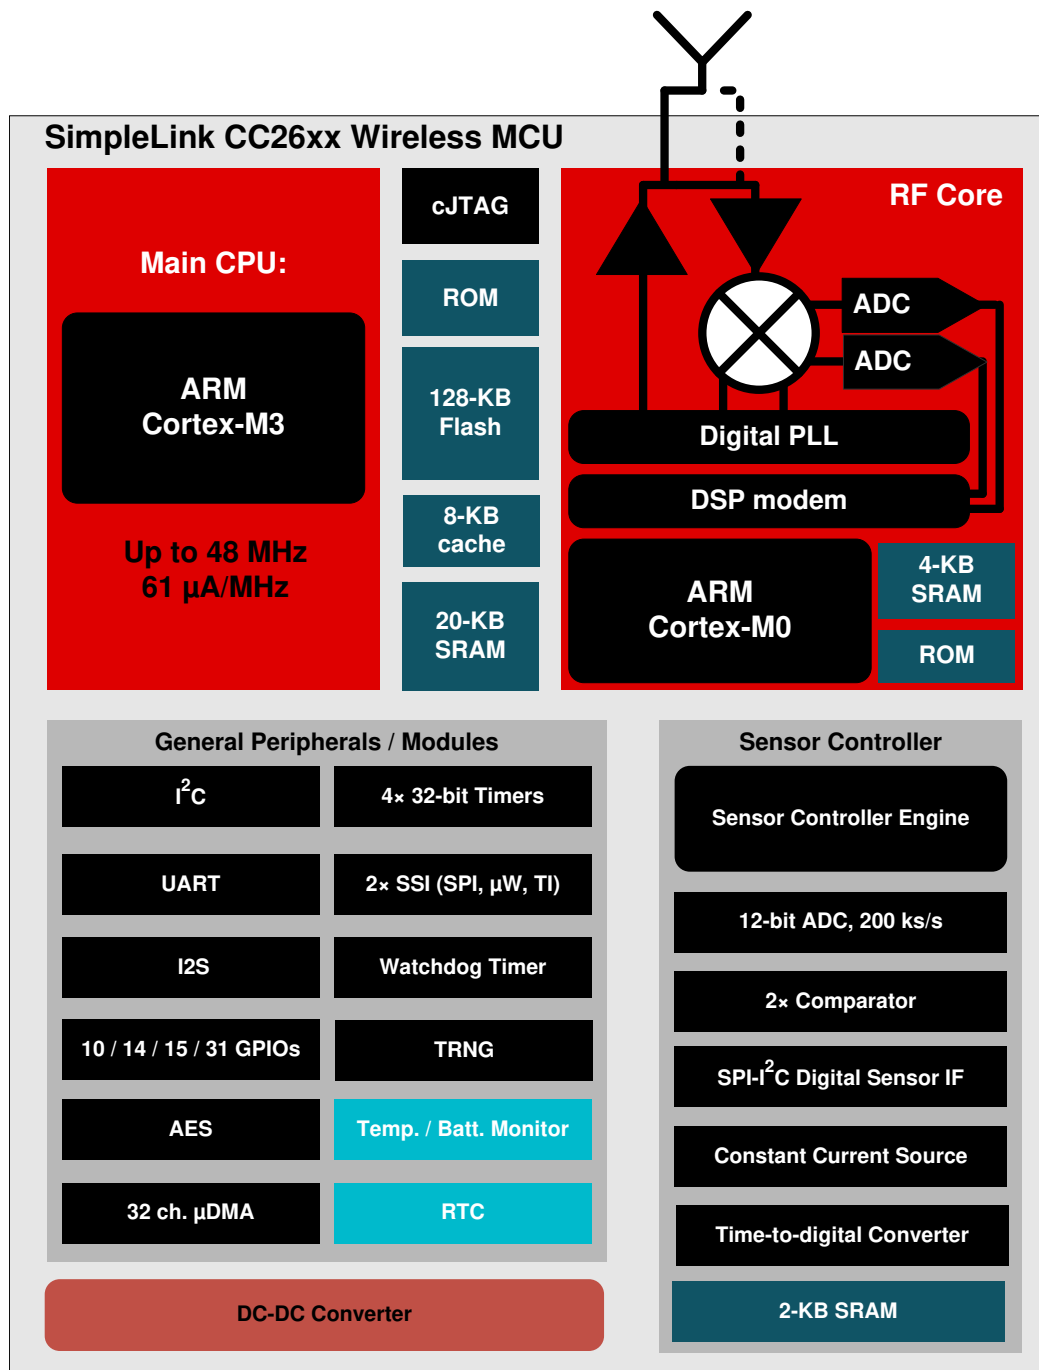 SimpleLink CC26xx Wireless MCU
Main CPU:
ARM
Cortex-M3
Up to 48 MHz
61 µA/MHz
cJTAG
ROM
128-KB
Flash
8-KB
cache
20-KB
SRAM
RF Core
ADC
ADC
Digital PLL
DSP modem
ARM
Cortex-M0
4-KB
SRAM
ROM
General Peripherals / Modules
I²C
4× 32-bit Timers
UART
2× SSI (SPI, µW, TI)
I2S
Watchdog Timer
10 / 14 / 15 / 31 GPIOs
TRNG
AES
Temp. / Batt. Monitor
32 ch. µDMA
RTC
Sensor Controller
Sensor Controller Engine
12-bit ADC, 200 ks/s
2× Comparator
SPI-I²C Digital Sensor IF
Constant Current Source
Time-to-digital Converter
2-KB SRAM
DC-DC Converter